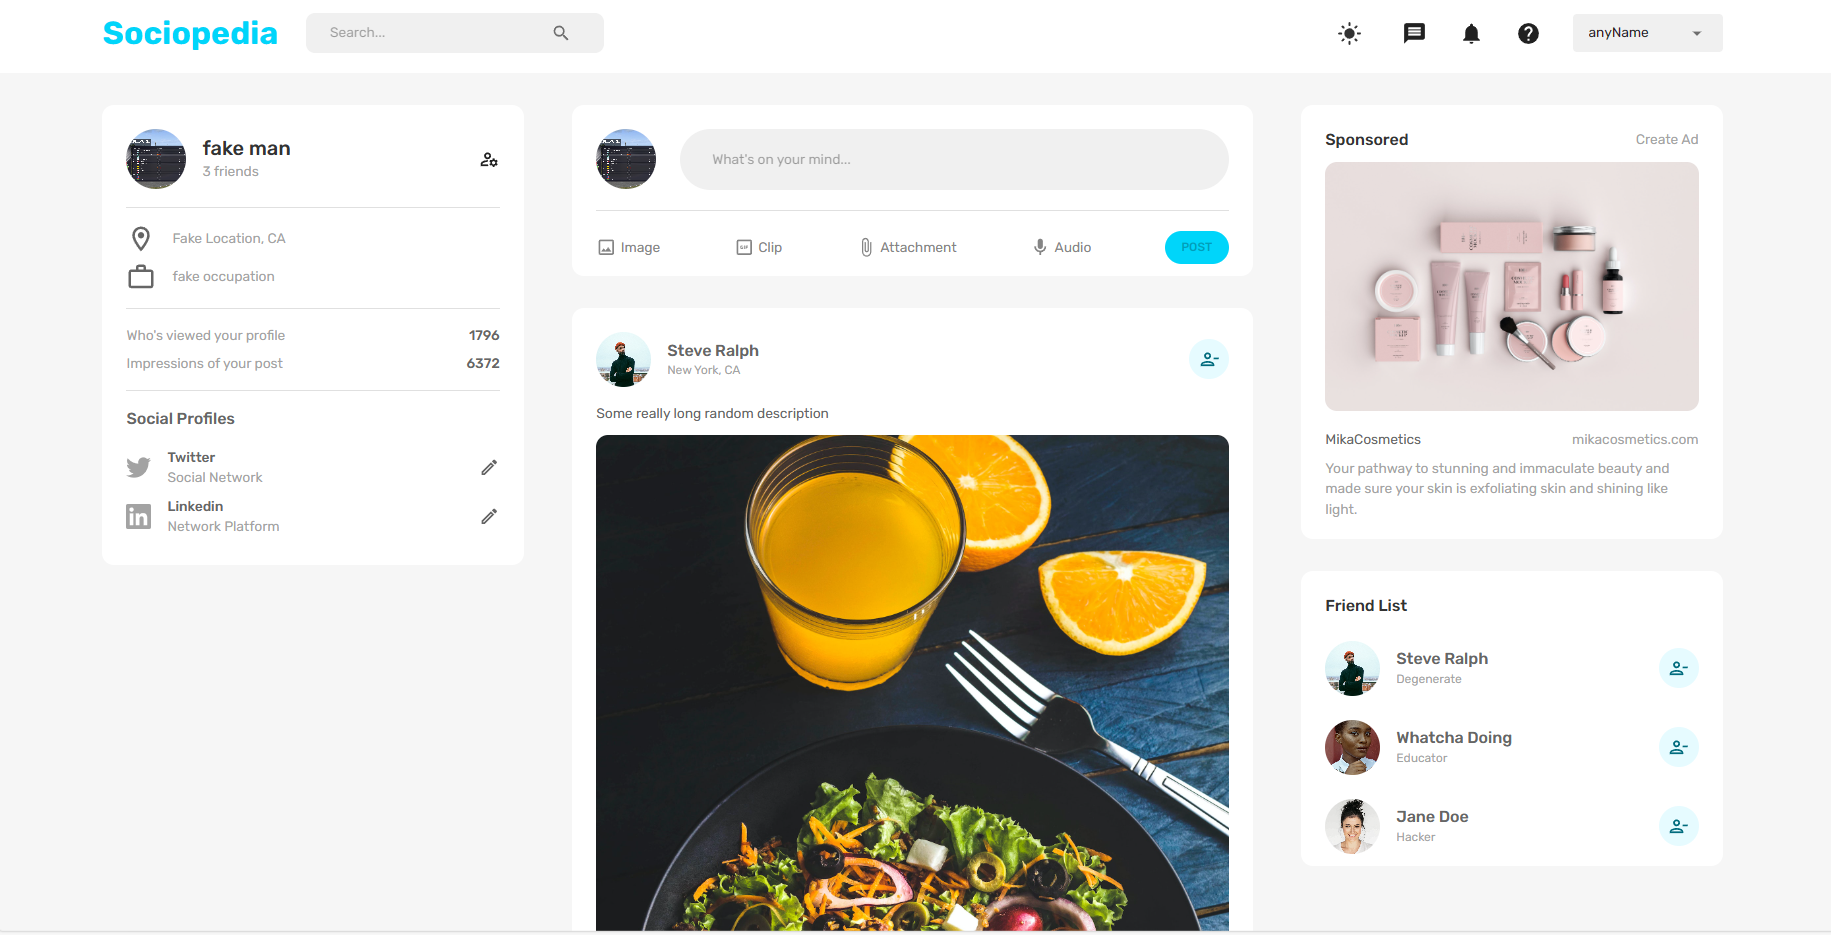 Sociopedia
Search...
anyName
fake man
3 friends
Fake Location, CA
fake occupation
Who's viewed your profile 1796
Impressions of your post 6372
Social Profiles
Twitter
Social Network
Linkedin
Network Platform
What's on your mind...
Image Clip Attachment Audio POST
Steve Ralph
New York, CA
Some really long random description
Sponsored Create Ad
MikaCosmetics mikacosmetics.com
Your pathway to stunning and immaculate beauty and
made sure your skin is exfoliating skin and shining like
light.
Friend List
Steve Ralph
Degenerate
Whatcha Doing
Educator
Jane Doe
Hacker